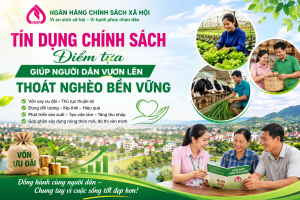 NGÂN HÀNG CHÍNH SÁCH XÃ HỘI
Vì an sinh xã hội - Vì hạnh phúc nhân dân
TÍN DỤNG CHÍNH SÁCH
Điểm tựa
GIÚP NGƯỜI DÂN VƯƠN LÊN
THOÁT NGHÈO BỀN VỮNG
Vốn vay ưu đãi - Thủ tục thuận lợi
Đúng đối tượng - Kịp thời - Hiệu quả
Phát triển sản xuất - Tạo việc làm - Tăng thu nhập
Góp phần xây dựng nông thôn mới, đô thị văn minh
VỐN
ƯU ĐÃI
Đồng hành cùng người dân -
Chung tay vì cuộc sống tốt đẹp hơn!